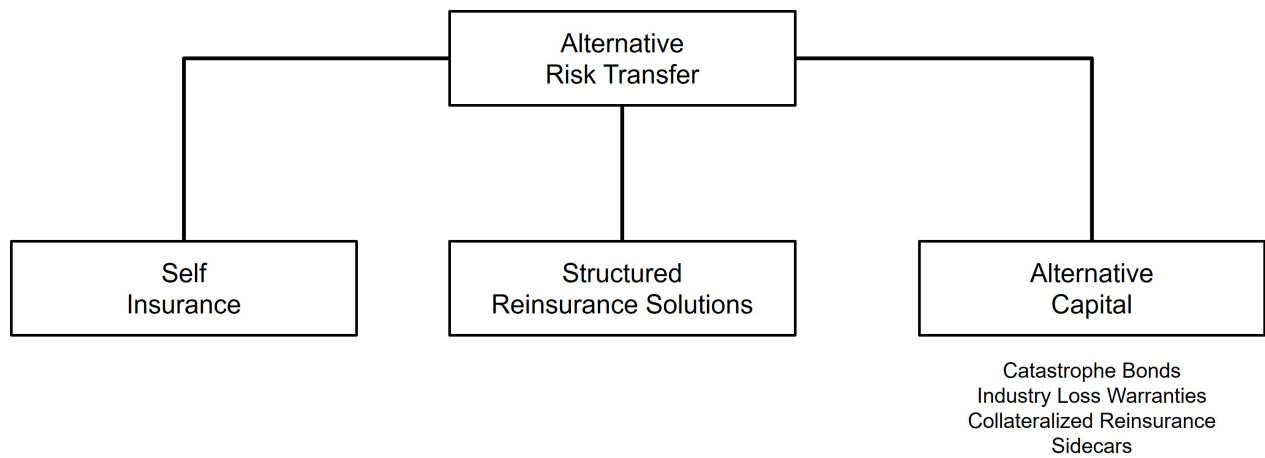 Alternative
Risk Transfer
Self
Insurance
Structured
Reinsurance Solutions
Alternative
Capital
Catastrophe Bonds
Industry Loss Warranties
Collateralized Reinsurance
Sidecars